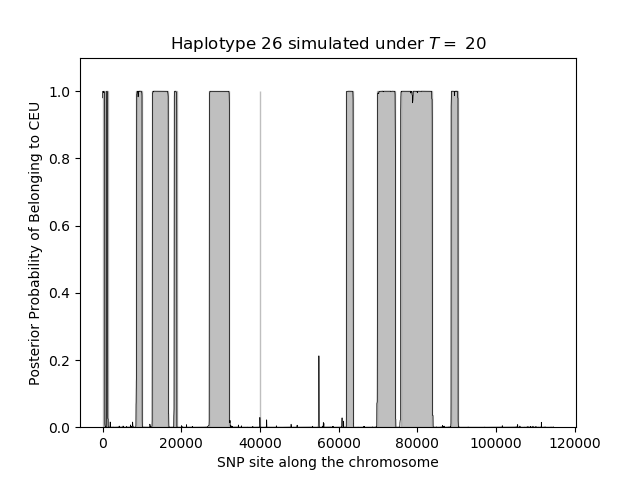 Haplotype 26 simulated under T = 20
Posterior Probability of Belonging to CEU
1.0
0.8
0.6
0.4
0.2
0.0
0 20000 40000 60000 80000 100000 120000
SNP site along the chromosome